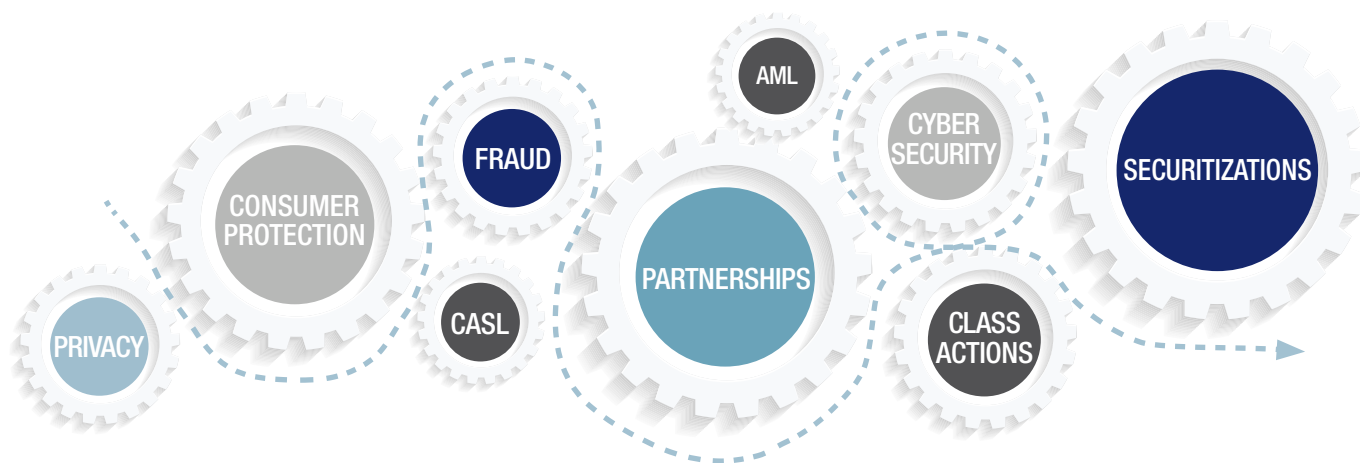 PRIVACY
CONSUMER
PROTECTION
FRAUD
CASL
PARTNERSHIPS
AML
CYBER
SECURITY
CLASS
ACTIONS
SECURITIZATIONS